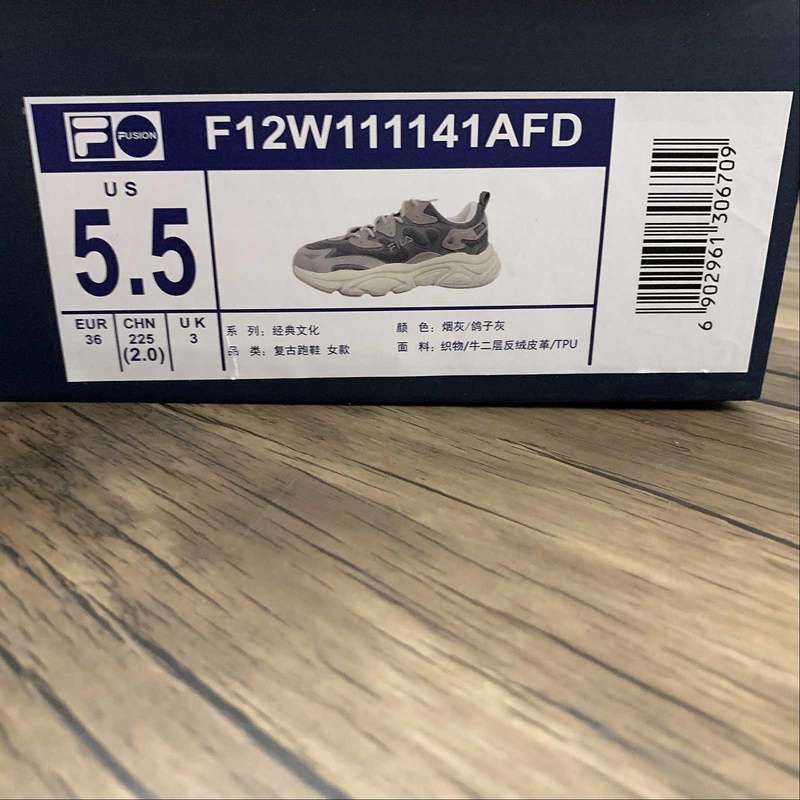 F FUSION F12W111141AFD
US
5.5
EUR
36
CHN
225
(2.0)
UK
3
系 列: 经典文化
品 类: 复古跑鞋 女款
颜 色: 烟灰/鸽子灰
面 料: 织物/牛二层反绒皮革/TPU
6 902961 306709